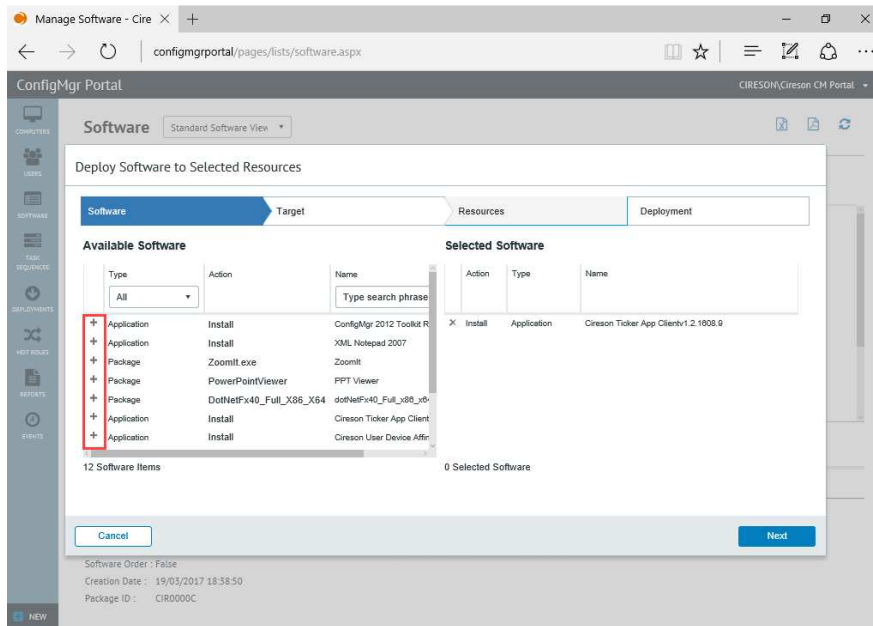 Manage Software - Cire
configmgrportal/pages/lists/software.aspx
ConfigMgr Portal
CIRESON\Cireson CM Portal
COMPUTERS
USERS
SOFTWARE
TASK SEQUENCES
DEPLOYMENTS
MDT ROLES
REPORTS
EVENTS
NEW
Software
Standard Software View
Deploy Software to Selected Resources
Software
Target
Resources
Deployment
Available Software
Type
Action
Name
All
Type search phrase
Application Install ConfigMgr 2012 Toolkit R
Application Install XML Notepad 2007
Package ZoomIt.exe ZoomIt
Package PowerPointViewer PPT Viewer
Package DotNetFx40_Full_X86_X64 dotNetFx40_Full_x86_x6
Application Install Cireson Ticker App Client
Application Install Cireson User Device Affin
12 Software Items
Selected Software
Action Type Name
Install Application Cireson Ticker App Clientv1.2.1608.9
0 Selected Software
Cancel
Next
Software Order : False
Creation Date : 19/03/2017 18:38:50
Package ID : CIR0000C